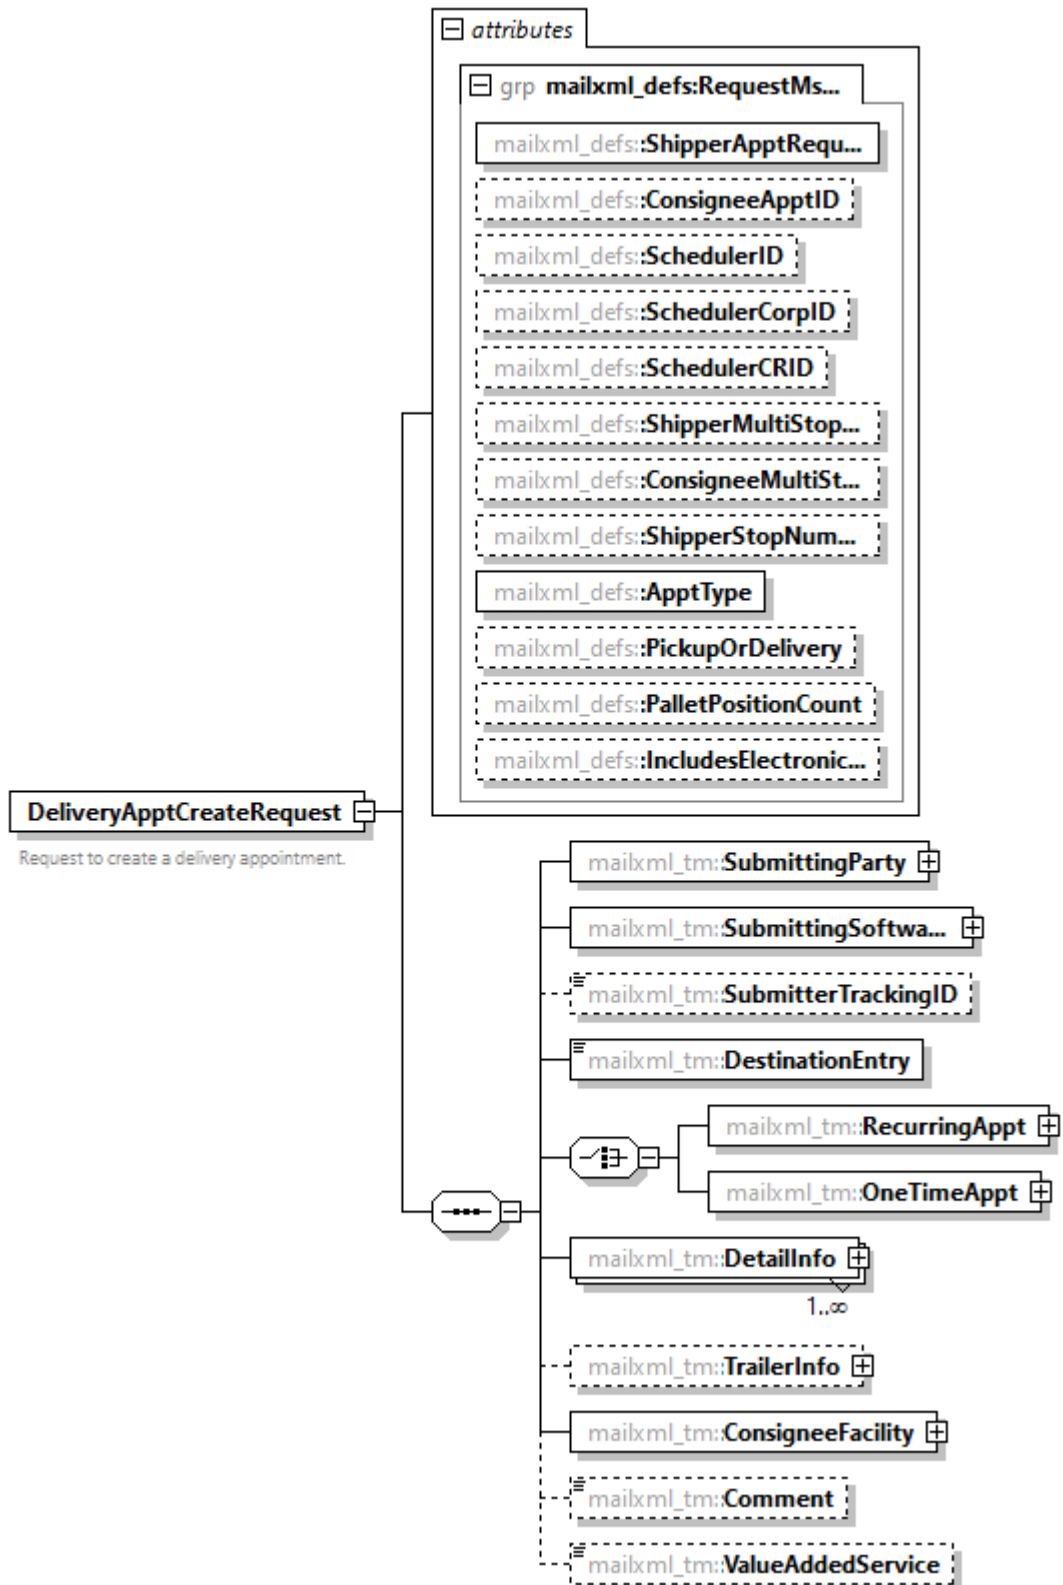 attributes
grp mailxml_defs:RequestMs...
mailxml_defs::ShipperApptRequ...
mailxml_defs::ConsigneeApptID
mailxml_defs::SchedulerID
mailxml_defs::SchedulerCorpID
mailxml_defs::SchedulerCRID
mailxml_defs::ShipperMultiStop...
mailxml_defs::ConsigneeMultiSt...
mailxml_defs::ShipperStopNum...
mailxml_defs::ApptType
mailxml_defs::PickupOrDelivery
mailxml_defs::PalletPositionCount
mailxml_defs::IncludesElectronic...
DeliveryApptCreateRequest
Request to create a delivery appointment.
mailxml_tm::SubmittingParty
mailxml_tm::SubmittingSoftwa...
mailxml_tm::SubmitterTrackingID
mailxml_tm::DestinationEntry
mailxml_tm::RecurringAppt
mailxml_tm::OneTimeAppt
mailxml_tm::DetailInfo
1..∞
mailxml_tm::TrailerInfo
mailxml_tm::ConsigneeFacility
mailxml_tm::Comment
mailxml_tm::ValueAddedService